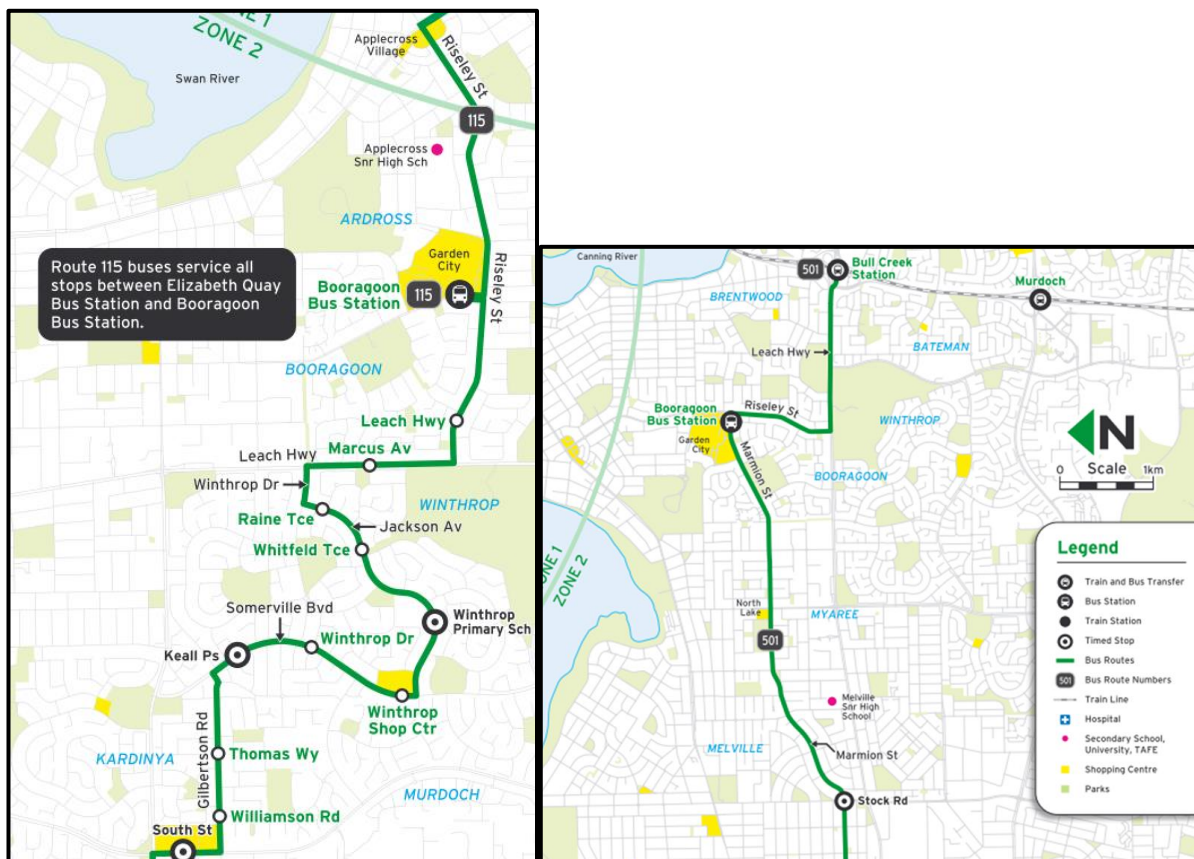 ZONE 1
ZONE 2
Applecross
Village
Riseley St
Swan River
115
Applecross
Snr High Sch
ARDROSS
Garden
City
Riseley St
Route 115 buses service all
stops between Elizabeth Quay
Bus Station and Booragoon
Bus Station.
Booragoon
Bus Station
115
BOORAGOON
Leach Hwy
Leach Hwy
Marcus Av
Winthrop Dr
WINTHROP
Raine Tce
Jackson Av
Whitfeld Tce
Somerville Blvd
Winthrop
Primary Sch
Winthrop Dr
Keall Ps
Winthrop
Shop Ctr
Gilbertson Rd
KARDINYA
Thomas Wy
MURDOCH
Williamson Rd
South St
Canning River
501
Bull Creek
Station
Murdoch
BRENTWOOD
Leach Hwy
BATEMAN
Booragoon
Bus Station
Riseley St
WINTHROP
Garden
City
Marmion St
BOORAGOON
N
0 Scale 1km
ZONE 1
ZONE 2
North
Lake
MYAREE
501
Melville
Snr High
School
MELVILLE
Marmion St
Stock Rd
Legend
Train and Bus Transfer
Bus Station
Train Station
Timed Stop
Bus Routes
501 Bus Route Numbers
Train Line
Hospital
Secondary School,
University, TAFE
Shopping Centre
Parks